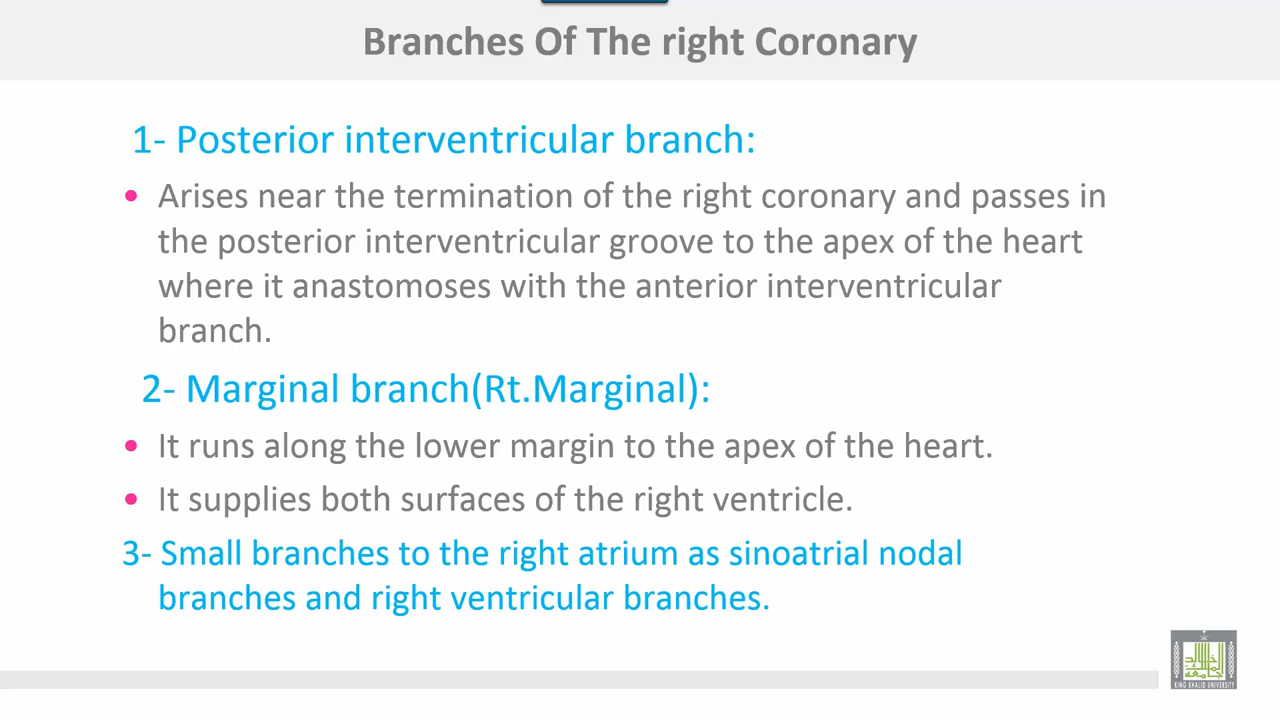 Branches Of The right Coronary
1- Posterior interventricular branch:
• Arises near the termination of the right coronary and passes in
the posterior interventricular groove to the apex of the heart
where it anastomoses with the anterior interventricular
branch.
2- Marginal branch(Rt.Marginal):
• It runs along the lower margin to the apex of the heart.
• It supplies both surfaces of the right ventricle.
3- Small branches to the right atrium as sinoatrial nodal
branches and right ventricular branches.
KING KHALID UNIVERSITY